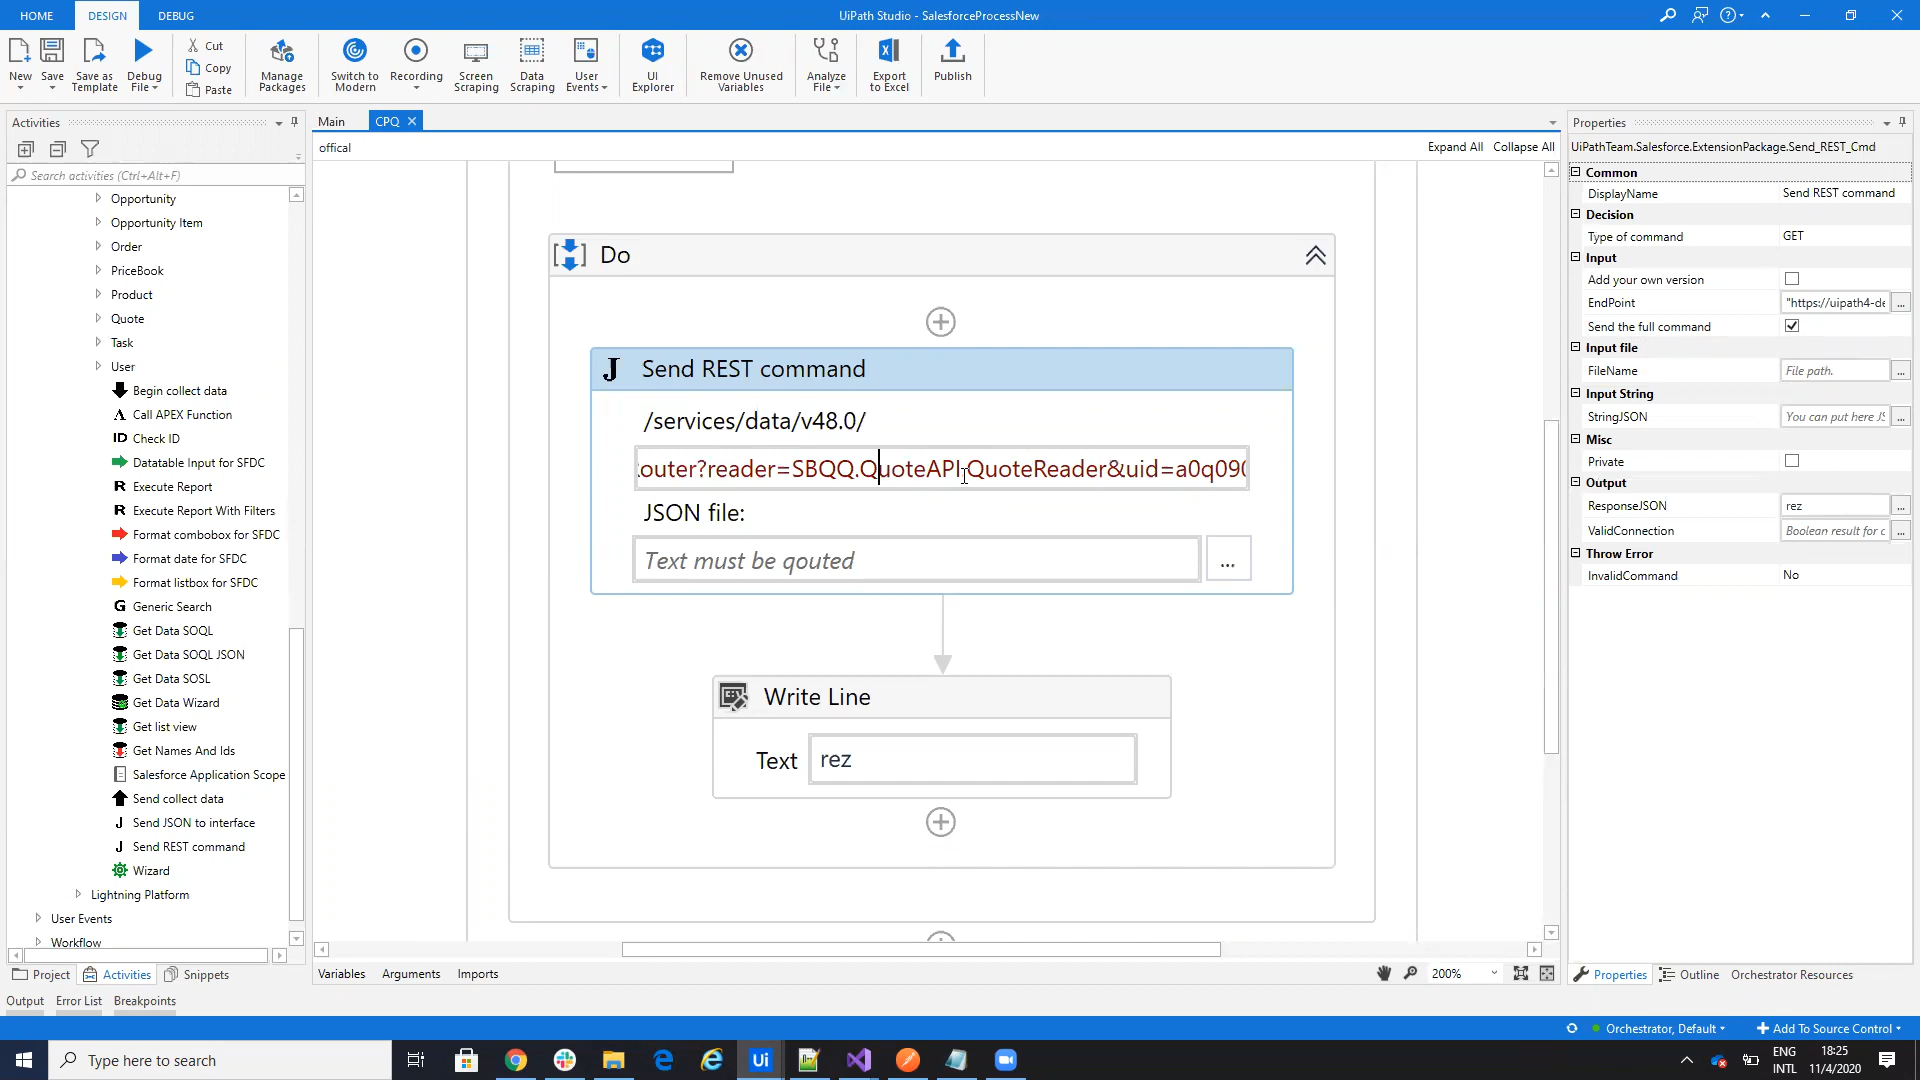 HOME DESIGN DEBUG UiPath Studio - SalesforceProcessNew
New Save Save as Template Debug File Cut Copy Paste Manage Packages Switch to Modern Recording Screen Scraping Data Scraping User Events UI Explorer Remove Unused Variables Analyze File Export to Excel Publish
Activities
Search activities (Ctrl+Alt+F)
Opportunity
Opportunity Item
Order
PriceBook
Product
Quote
Task
User
Begin collect data
Call APEX Function
ID Check ID
Datatable Input for SFDC
R Execute Report
R Execute Report With Filters
Format combobox for SFDC
Format date for SFDC
Format listbox for SFDC
G Generic Search
Get Data SOQL
Get Data SOQL JSON
Get Data SOSL
Get Data Wizard
Get list view
Get Names And Ids
Salesforce Application Scope
Send collect data
J Send JSON to interface
J Send REST command
Wizard
Lightning Platform
User Events
Workflow
Project Activities Snippets
Main CPQ
offical Expand All Collapse All
Do
J Send REST command
/services/data/v48.0/
outer?reader=SBQQ.QuoteAPI.QuoteReader&uid=a0q090
JSON file:
Text must be qouted ...
Write Line
Text rez
Variables Arguments Imports 200%
Properties
UiPathTeam.Salesforce.ExtensionPackage.Send_REST_Cmd
Common
DisplayName Send REST command
Decision
Type of command GET
Input
Add your own version
EndPoint "https://uipath4-de ...
Send the full command
Input file
FileName File path. ...
Input String
StringJSON You can put here JS ...
Misc
Private
Output
ResponseJSON rez ...
ValidConnection Boolean result for c ...
Throw Error
InvalidCommand No
Properties Outline Orchestrator Resources
Output Error List Breakpoints
Orchestrator, Default Add To Source Control
Type here to search Ui ENG INTL 18:25 11/4/2020